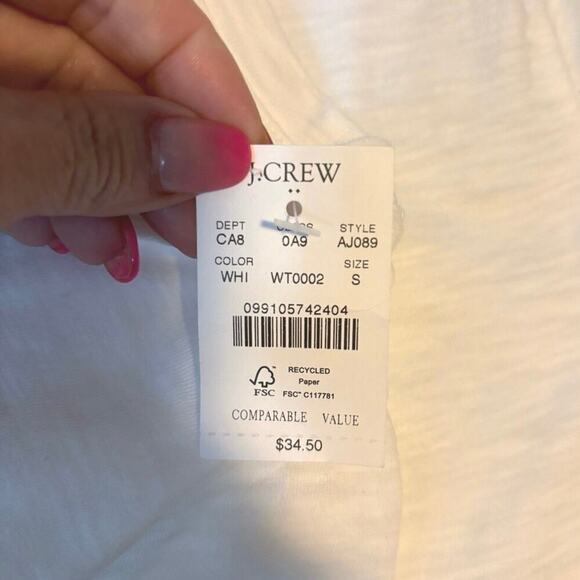 J.CREW
DEPT STYLE
CA8 0A9 AJ089
COLOR SIZE
WHI WT0002 S
099105742404
RECYCLED
Paper
FSC FSC® C117781
COMPARABLE VALUE
$34.50